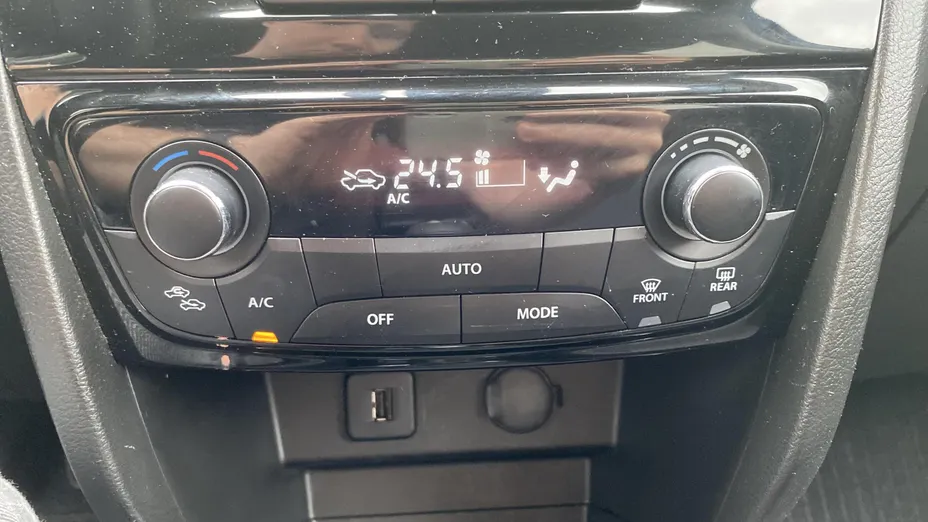 24.5
A/C
AUTO
A/C
OFF
MODE
FRONT
REAR